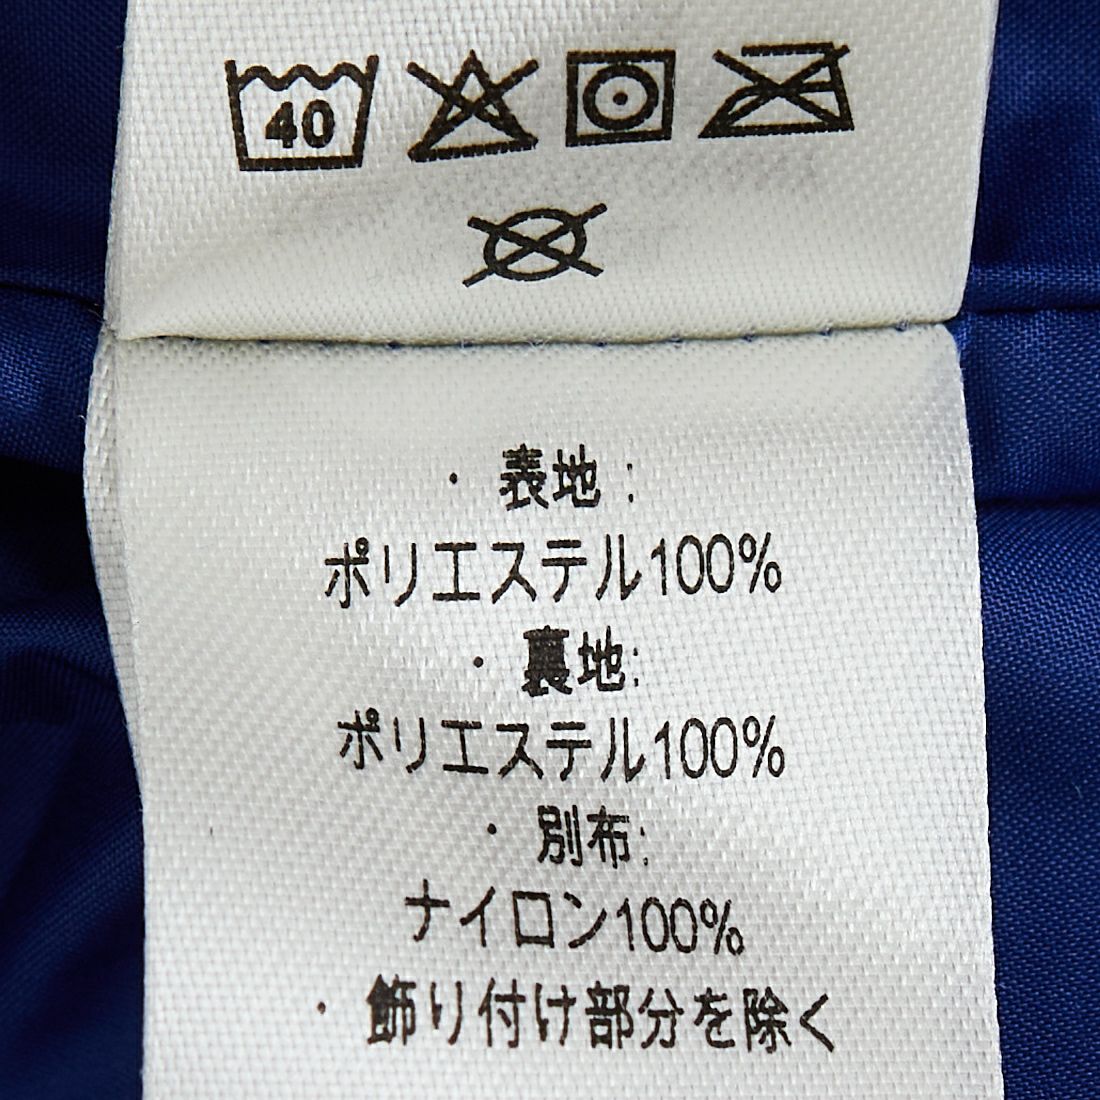 40
・表地:
ポリエステル100%
・裏地:
ポリエステル100%
・別布:
ナイロン100%
・飾り付け部分を除く